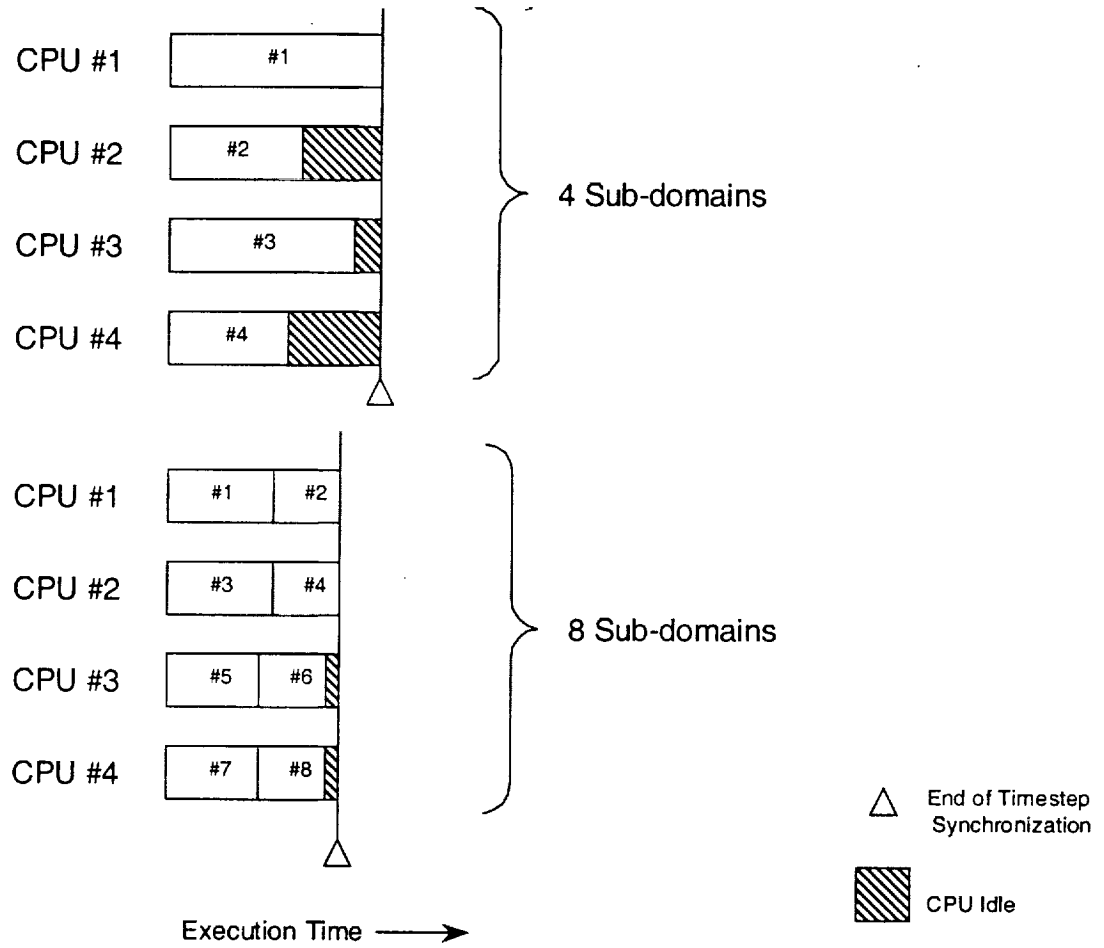 CPU #1
#1
CPU #2
#2
CPU #3
#3
CPU #4
#4
4 Sub-domains
CPU #1
#1
#2
CPU #2
#3
#4
CPU #3
#5
#6
CPU #4
#7
#8
8 Sub-domains
End of Timestep
Synchronization
CPU Idle
Execution Time